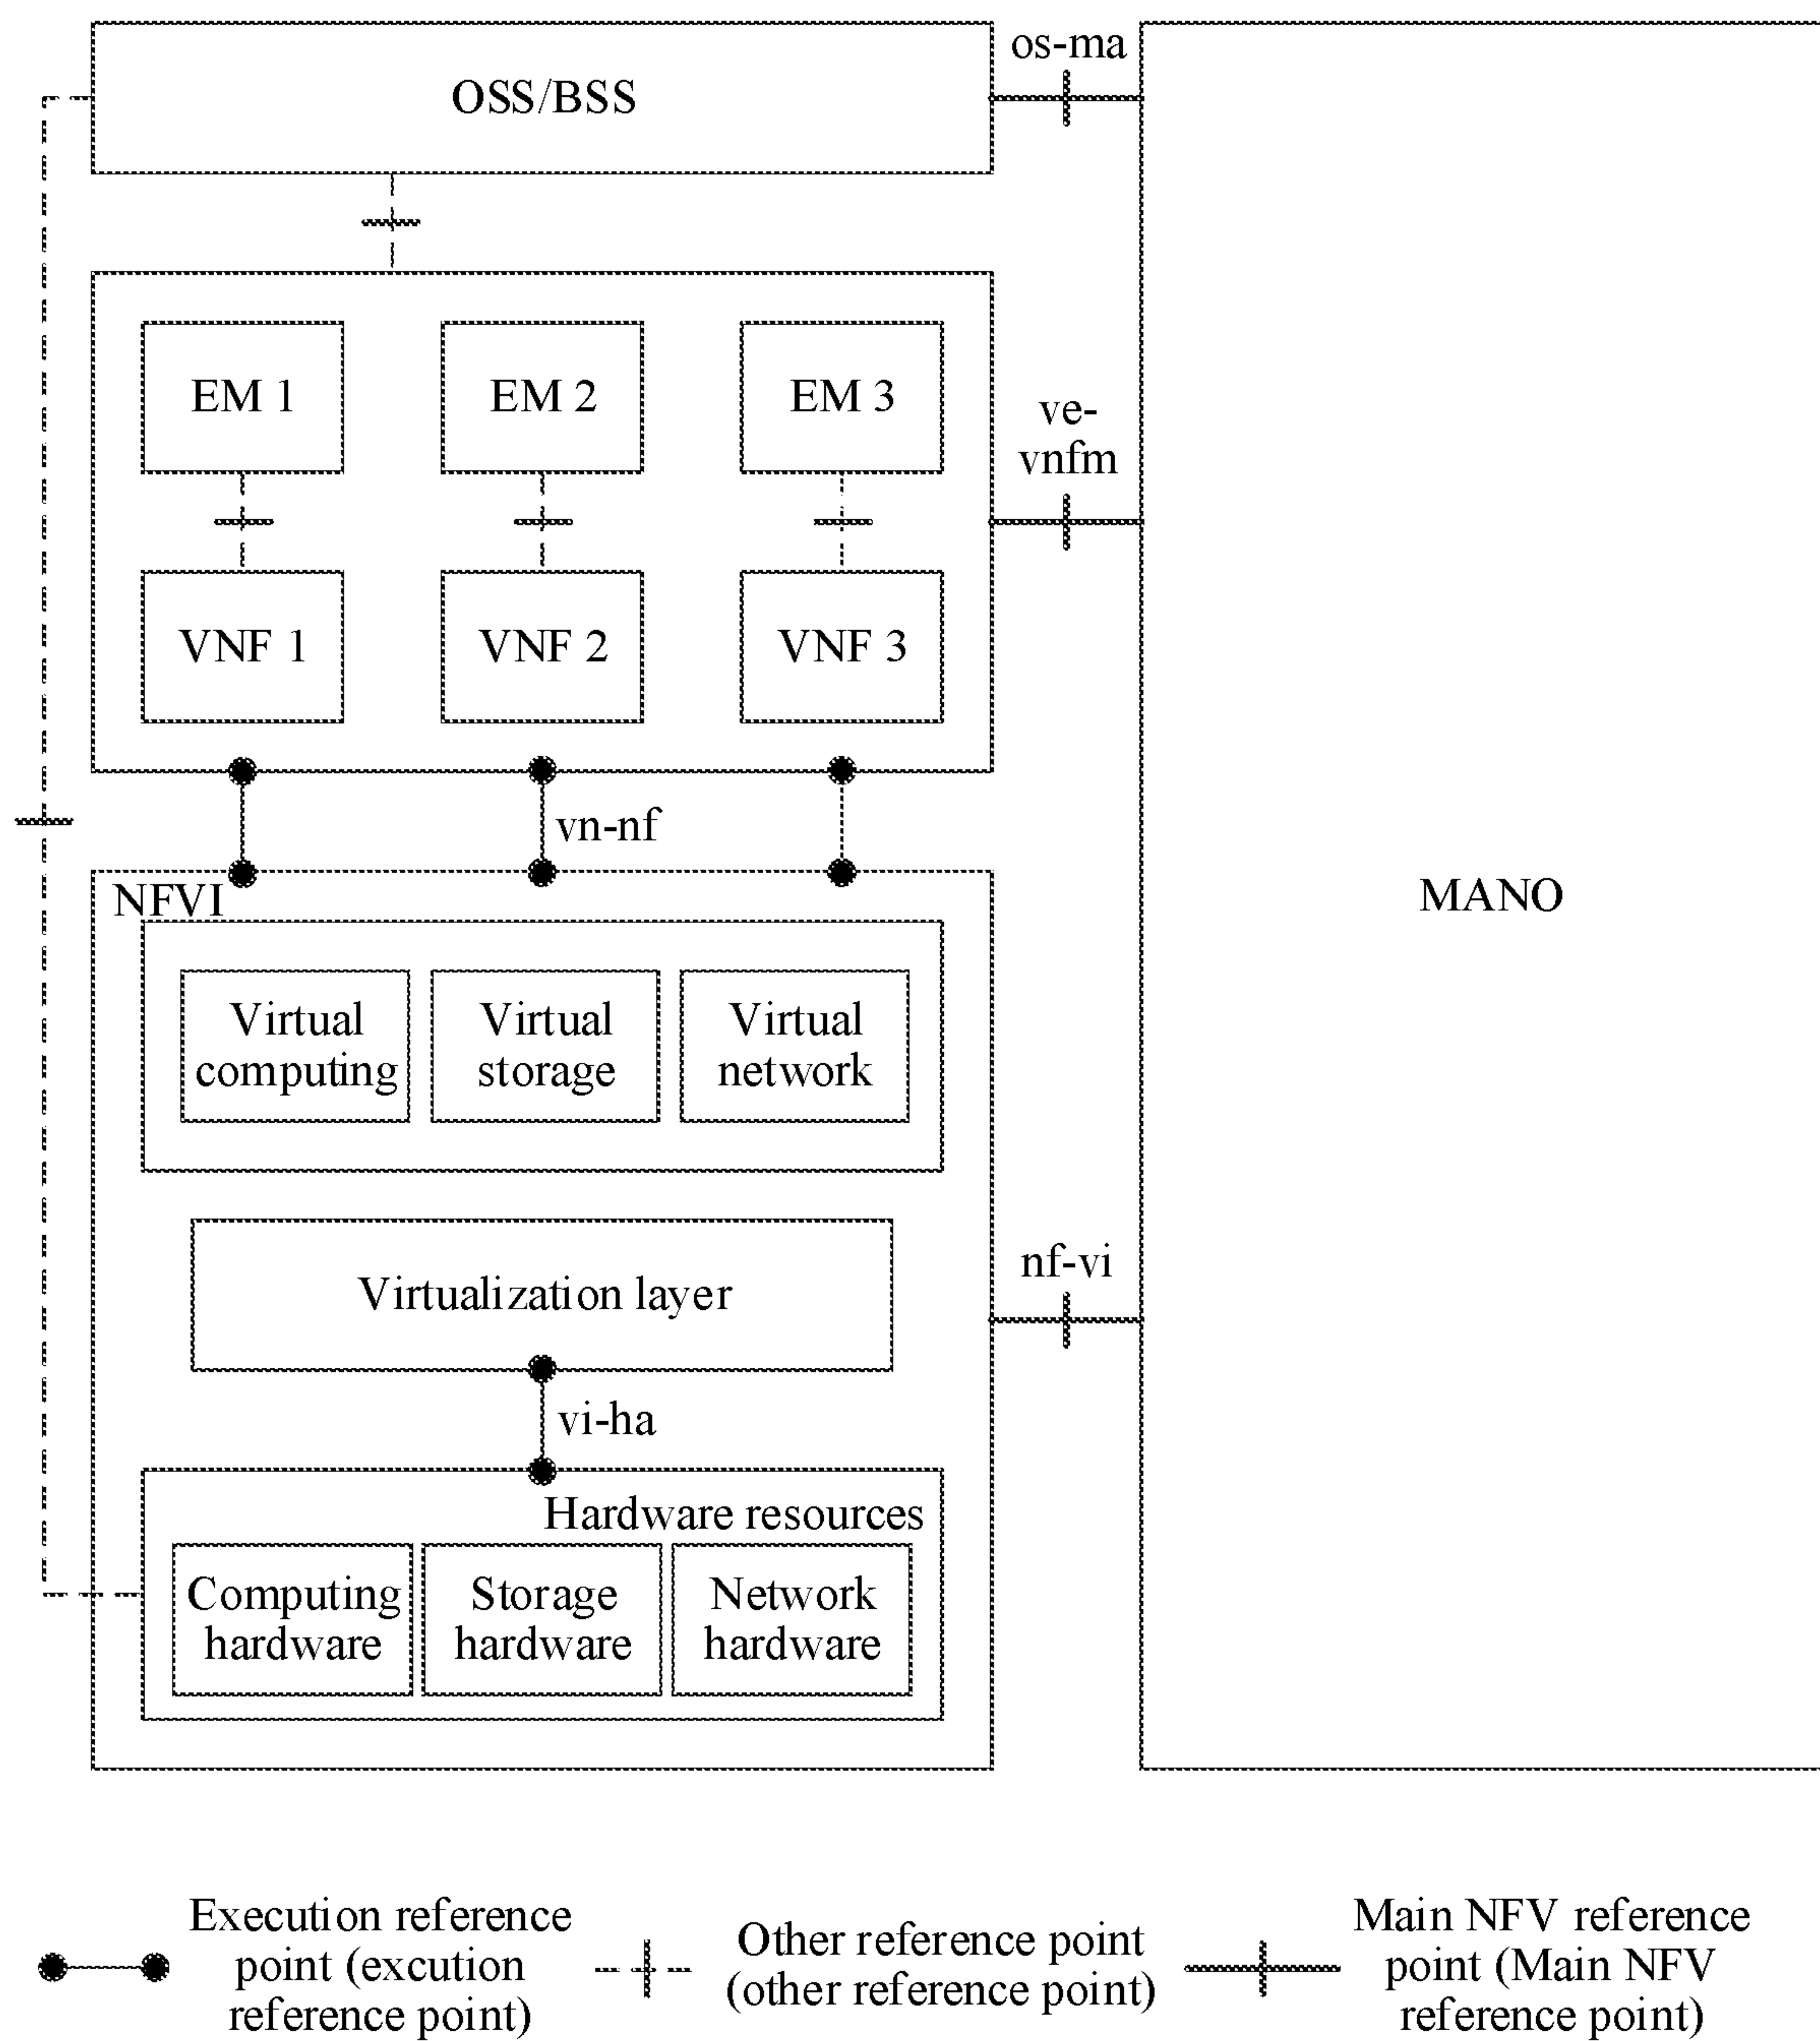 OSS/BSS
os-ma
EM 1
EM 2
EM 3
ve-
vnfm
VNF 1
VNF 2
VNF 3
vn-nf
NFVI
MANO
Virtual
computing
Virtual
storage
Virtual
network
Virtualization layer
nf-vi
vi-ha
Hardware resources
Computing
hardware
Storage
hardware
Network
hardware
Execution reference
point (excution
reference point)
Other reference point
(other reference point)
Main NFV reference
point (Main NFV
reference point)